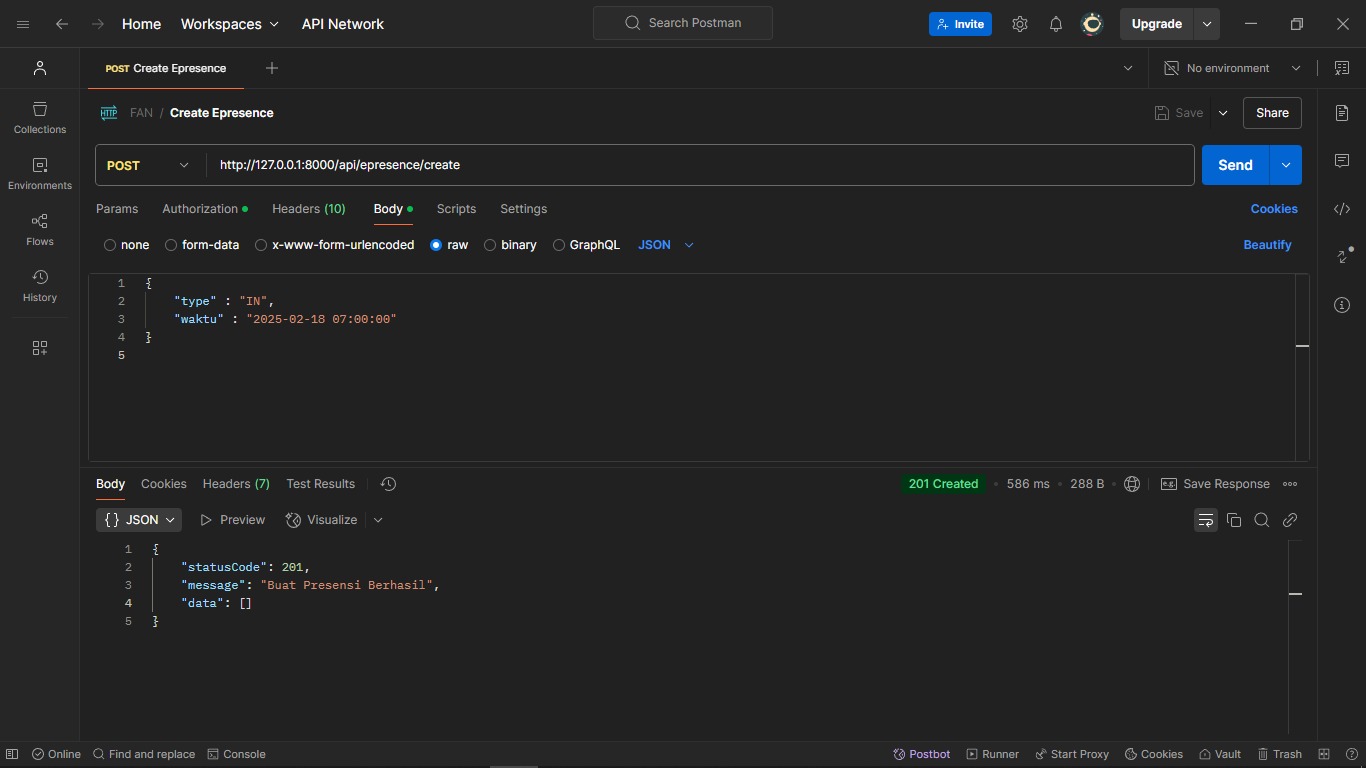 Home Workspaces API Network Search Postman Invite Upgrade
POST Create Epresence No environment
HTTP FAN / Create Epresence Save Share
Collections
POST http://127.0.0.1:8000/api/epresence/create Send
Environments
Params Authorization Headers (10) Body Scripts Settings Cookies
Flows
none form-data x-www-form-urlencoded raw binary GraphQL JSON Beautify
History
1 {
2 "type" : "IN",
3 "waktu" : "2025-02-18 07:00:00"
4 }
5
Body Cookies Headers (7) Test Results 201 Created 586 ms 288 B e.g. Save Response
{} JSON Preview Visualize
1 {
2 "statusCode": 201,
3 "message": "Buat Presensi Berhasil",
4 "data": []
5 }
Online Find and replace Console Postbot Runner Start Proxy Cookies Vault Trash